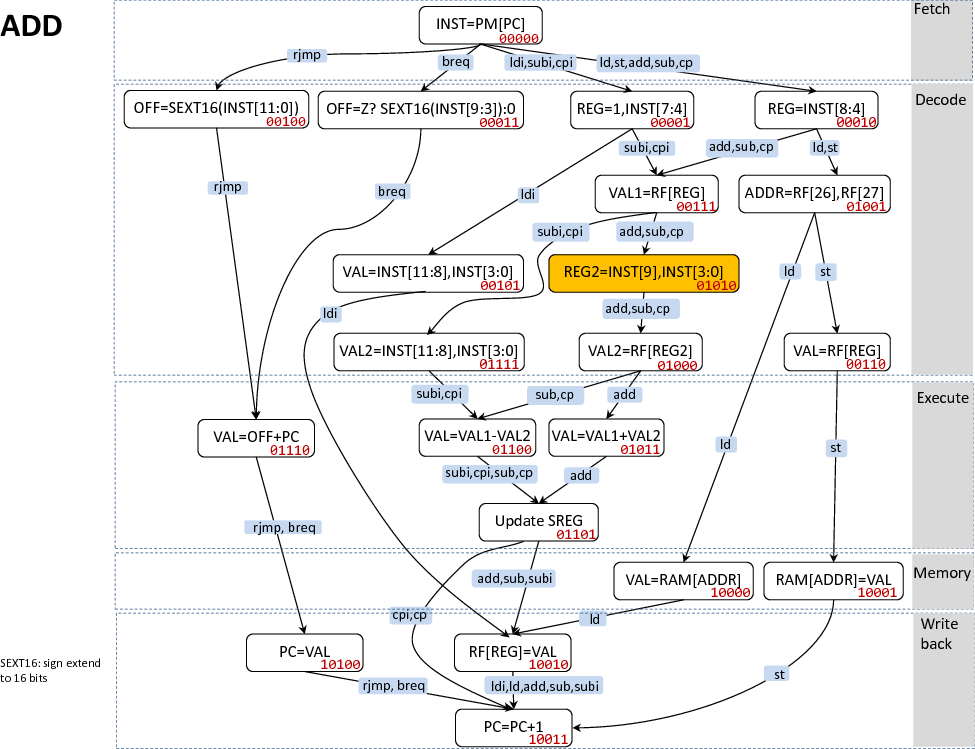 ADD
Fetch
INST=PM[PC]
00000
rjmp
breq
ldi,subi,cpi
ld,st,add,sub,cp
Decode
OFF=SEXT16(INST[11:0])
00100
OFF=Z? SEXT16(INST[9:3]):0
00011
REG=1,INST[7:4]
00001
REG=INST[8:4]
00010
subi,cpi
add,sub,cp
ld,st
rjmp
breq
ldi
VAL1=RF[REG]
00111
ADDR=RF[26],RF[27]
01001
subi,cpi
add,sub,cp
VAL=INST[11:8],INST[3:0]
00101
REG2=INST[9],INST[3:0]
01010
ld
st
ldi
add,sub,cp
VAL2=INST[11:8],INST[3:0]
01111
VAL2=RF[REG2]
01000
VAL=RF[REG]
00110
Execute
subi,cpi
sub,cp
add
VAL=OFF+PC
01110
VAL=VAL1-VAL2
01100
VAL=VAL1+VAL2
01011
ld
st
subi,cpi,sub,cp
add
Update SREG
01101
rjmp, breq
Memory
add,sub,subi
VAL=RAM[ADDR]
10000
RAM[ADDR]=VAL
10001
cpi,cp
ld
Write
back
PC=VAL
10100
RF[REG]=VAL
10010
SEXT16: sign extend
to 16 bits
rjmp, breq
ldi,ld,add,sub,subi
st
PC=PC+1
10011